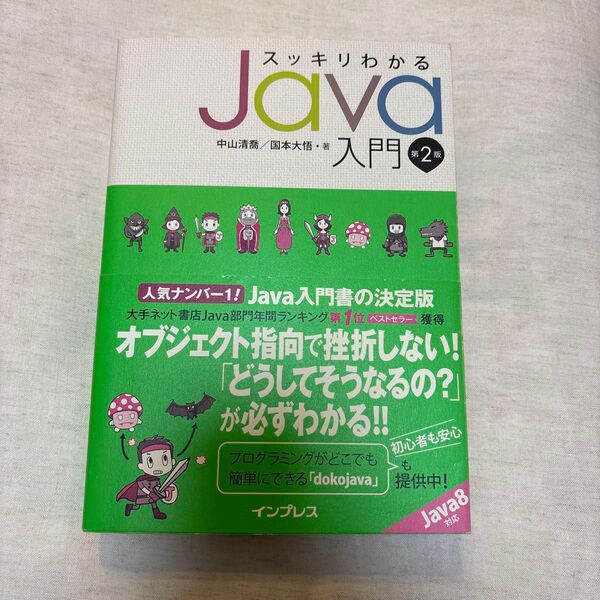 スッキリわかる
Java
入門 第2版
中山清喬/国本大悟・著
人気ナンバー1! Java入門書の決定版
大手ネット書店Java部門年間ランキング第1位 ベストセラー 獲得
オブジェクト指向で挫折しない!
「どうしてそうなるの?」
が必ずわかる!!
初心者も安心
プログラミングがどこでも
簡単にできる「dokojava」
も
提供中!
インプレス
Java8
対応